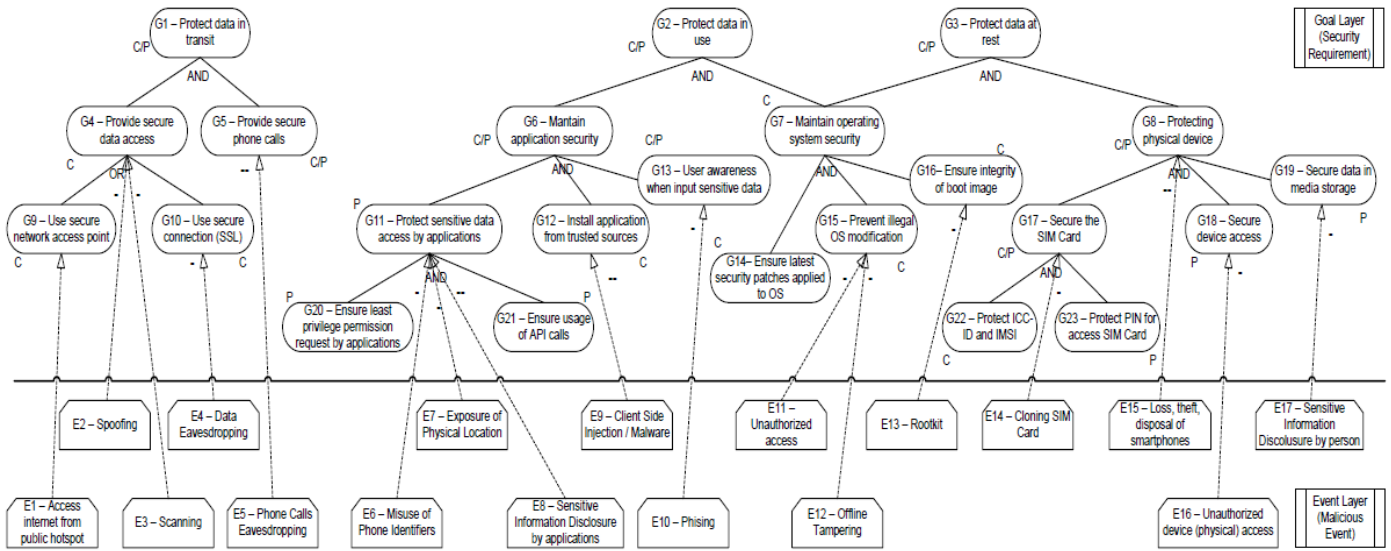 G1 – Protect data in
transit
C/P
AND
G2 – Protect data in
use
C/P
AND
G3 – Protect data at
rest
C/P
AND
Goal Layer
(Security
Requirement)
G4 – Provide secure
data access
C
OR
-
-
G5 – Provide secure
phone calls
--
C/P
G6 – Mantain
application security
C/P
AND
C
G7 – Maintain operating
system security
AND
G8 – Protecting
physical device
C/P
AND
--
G9 – Use secure
network access point
C
G10 – Use secure
connection (SSL)
-
C
P
G11 – Protect sensitive data
access by applications
AND
-
-
--
G12 – Install application
from trusted sources
--
C
C/P
G13 – User awareness
when input sensitive data
-
C
C
G14– Ensure latest
security patches applied
to OS
G15 – Prevent illegal
OS modification
-
-
C
C
G16– Ensure integrity
of boot image
-
G17 – Secure the
SIM Card
C/P
AND
-
G18 – Secure
device access
P
-
G19 – Secure data in
media storage
-
P
P
G20 – Ensure least
privilege permission
request by applications
P
G21 – Ensure usage
of API calls
G22 – Protect ICC-
ID and IMSI
C
G23 – Protect PIN for
access SIM Card
P
E2 – Spoofing
E4 – Data
Eavesdropping
E7 – Exposure of
Physical Location
E9 – Client Side
Injection / Malware
E11 –
Unauthorized
access
E13 – Rootkit
E14 – Cloning SIM
Card
E15 – Loss, theft,
disposal of
smartphones
E17 – Sensitive
Information
Discolusure by person
E1 – Access
internet from
public hotspot
E3 – Scanning
E5 – Phone Calls
Eavesdropping
E6 – Misuse of
Phone Identifiers
E8 – Sensitive
Information Disclosure
by applications
E10 – Phising
E12 – Offline
Tampering
E16 – Unauthorized
device (physical) access
Event Layer
(Malicious
Event)